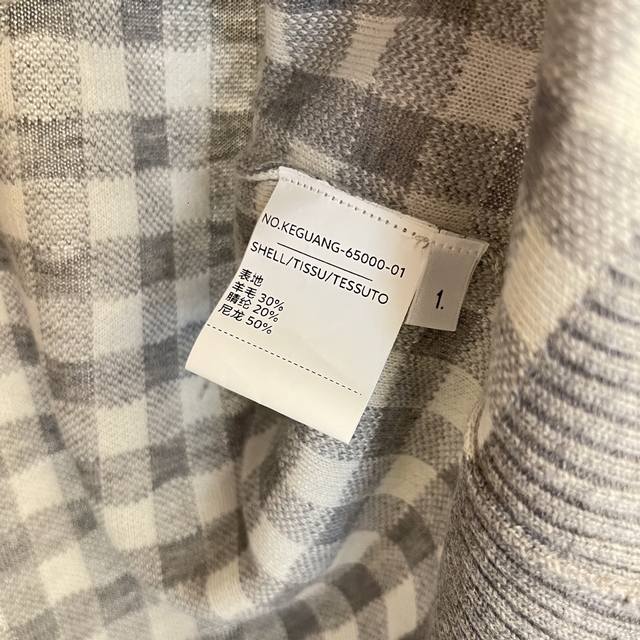 NO.KEGUANG-65000-01
SHELL/TISSU/TESSUTO
表地
羊毛 30%
腈纶 20%
尼龙 50%
1.